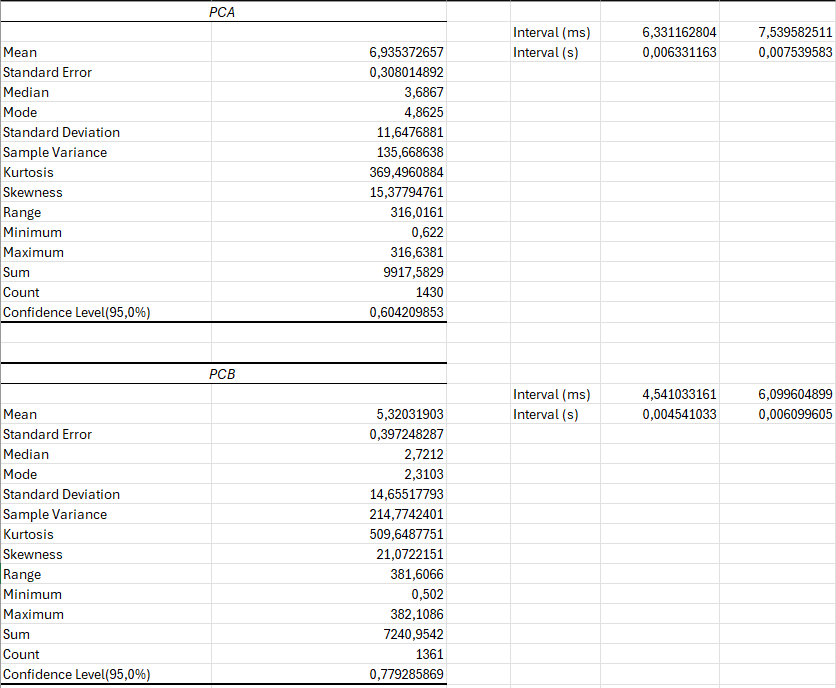 PCA
Interval (ms) 6,331162804 7,539582511
Mean 6,935372657 Interval (s) 0,006331163 0,007539583
Standard Error 0,308014892
Median 3,6867
Mode 4,8625
Standard Deviation 11,6476881
Sample Variance 135,668638
Kurtosis 369,4960884
Skewness 15,37794761
Range 316,0161
Minimum 0,622
Maximum 316,6381
Sum 9917,5829
Count 1430
Confidence Level(95,0%) 0,604209853
PCB
Interval (ms) 4,541033161 6,099604899
Mean 5,32031903 Interval (s) 0,004541033 0,006099605
Standard Error 0,397248287
Median 2,7212
Mode 2,3103
Standard Deviation 14,65517793
Sample Variance 214,7742401
Kurtosis 509,6487751
Skewness 21,0722151
Range 381,6066
Minimum 0,502
Maximum 382,1086
Sum 7240,9542
Count 1361
Confidence Level(95,0%) 0,779285869